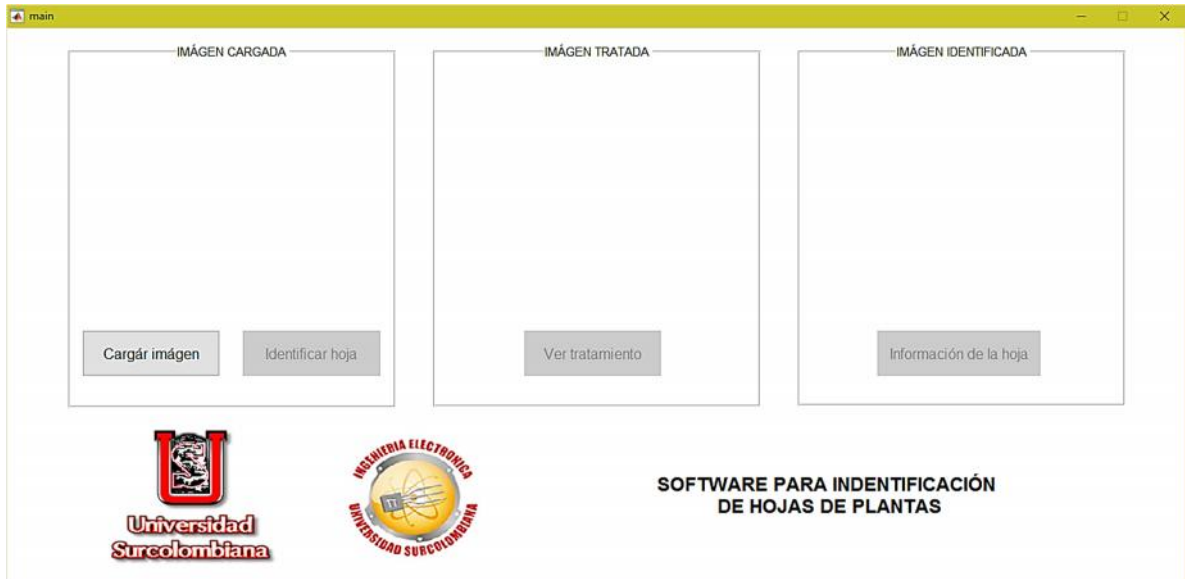 main
IMÁGEN CARGADA
IMÁGEN TRATADA
IMÁGEN IDENTIFICADA
Cargár imágen
Identificar hoja
Ver tratamiento
Información de la hoja
Universidad
Surcolombiana
INGENIERIA ELECTRONICA
UNIVERSIDAD SURCOLOMBIANA
SOFTWARE PARA INDENTIFICACIÓN
DE HOJAS DE PLANTAS